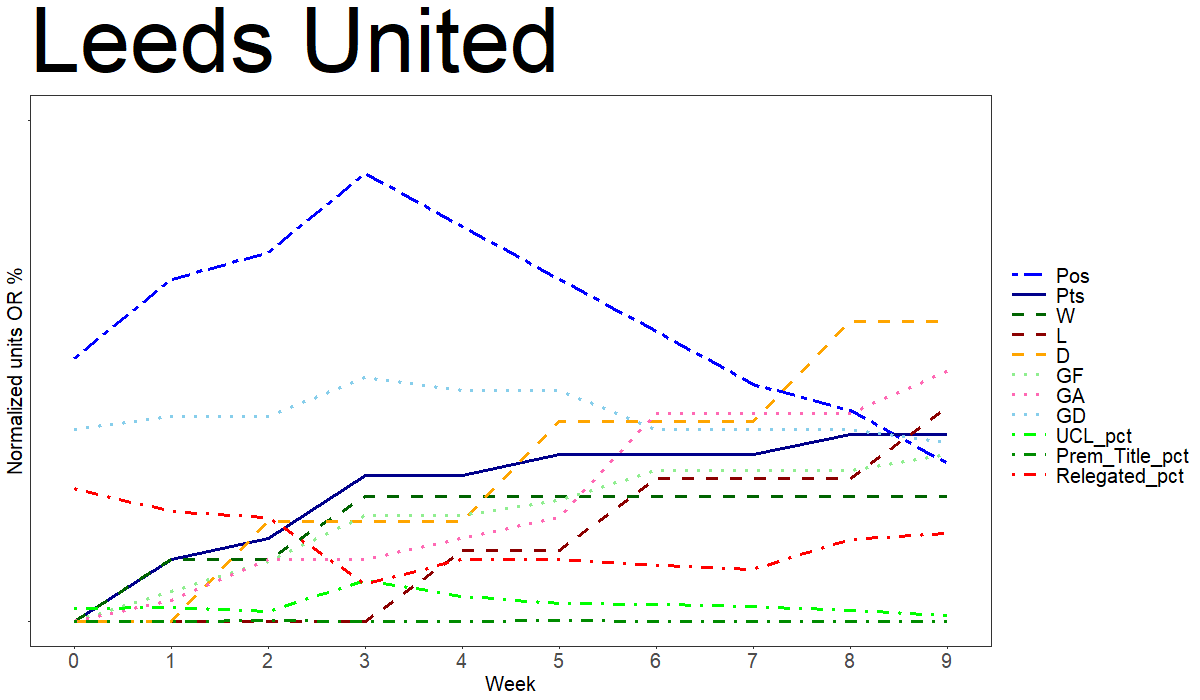 Leeds United
Normalized units OR %
0 1 2 3 4 5 6 7 8 9
Week
Pos
Pts
W
L
D
GF
GA
GD
UCL_pct
Prem_Title_pct
Relegated_pct